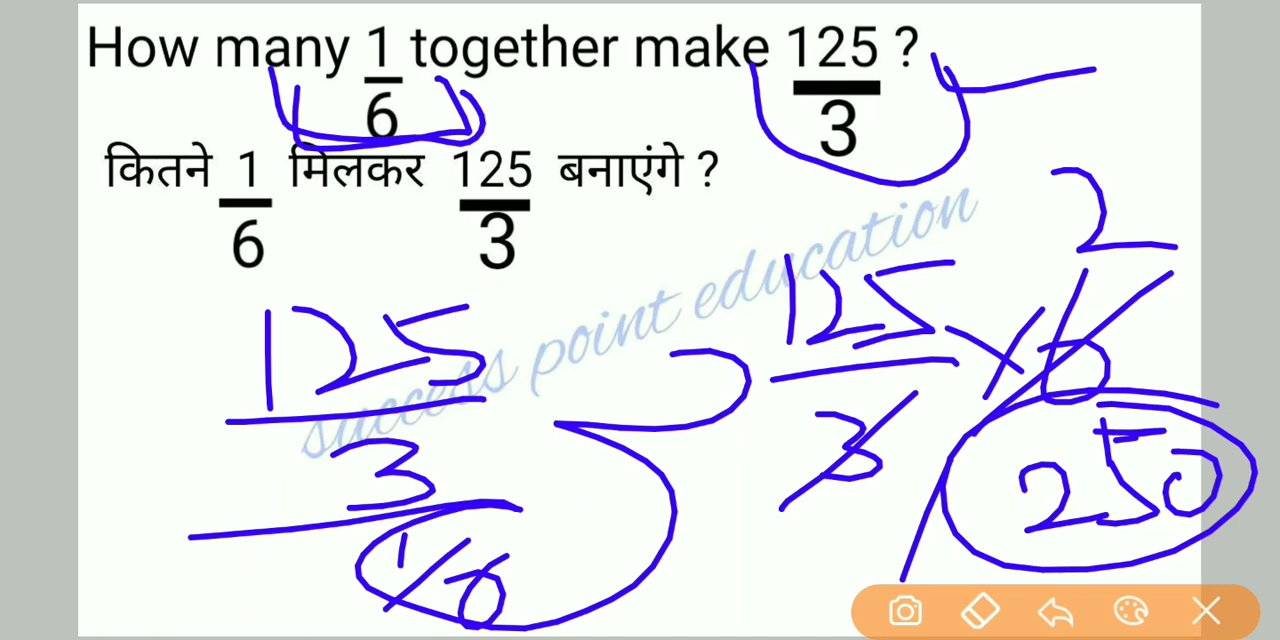 How many 1/6 together make 125/3 ?
कितने 1/6 मिलकर 125/3 बनाएंगे ?
success point education
125
3
1/6
125/3 × 6
2
250